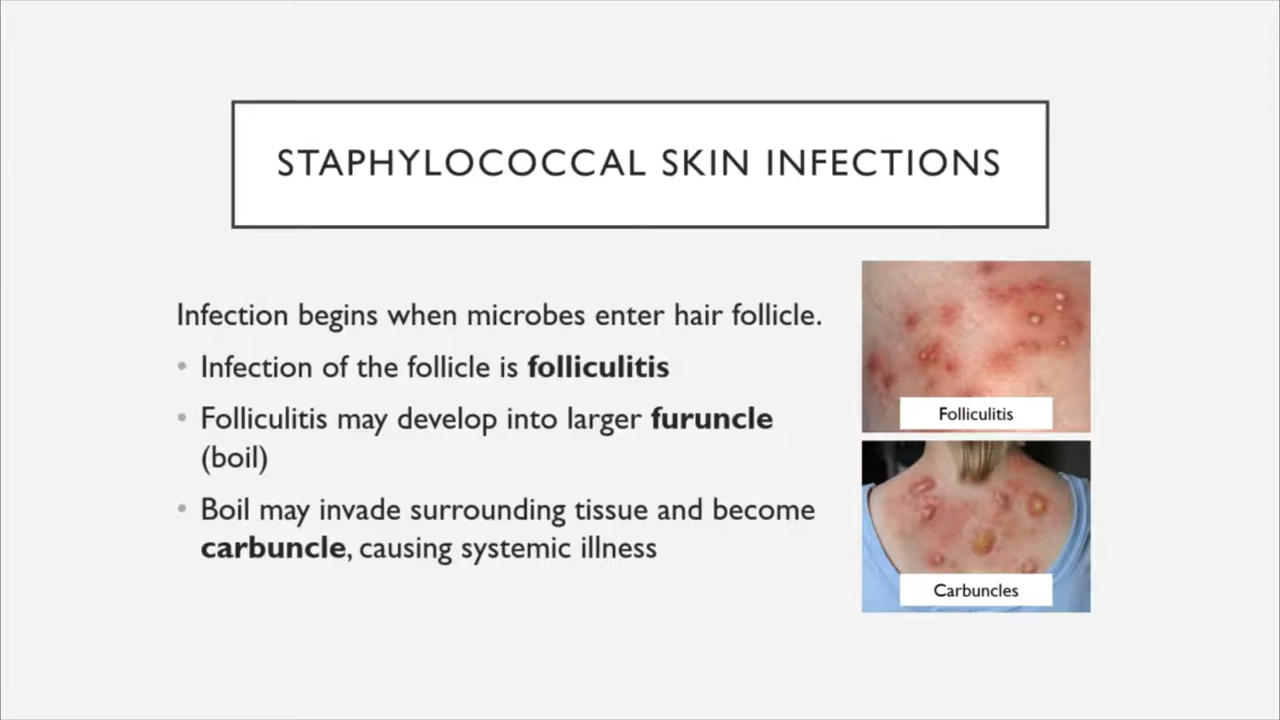 STAPHYLOCOCCAL SKIN INFECTIONS
Infection begins when microbes enter hair follicle.
• Infection of the follicle is folliculitis
• Folliculitis may develop into larger furuncle
(boil)
• Boil may invade surrounding tissue and become
carbuncle, causing systemic illness
Folliculitis
Carbuncles